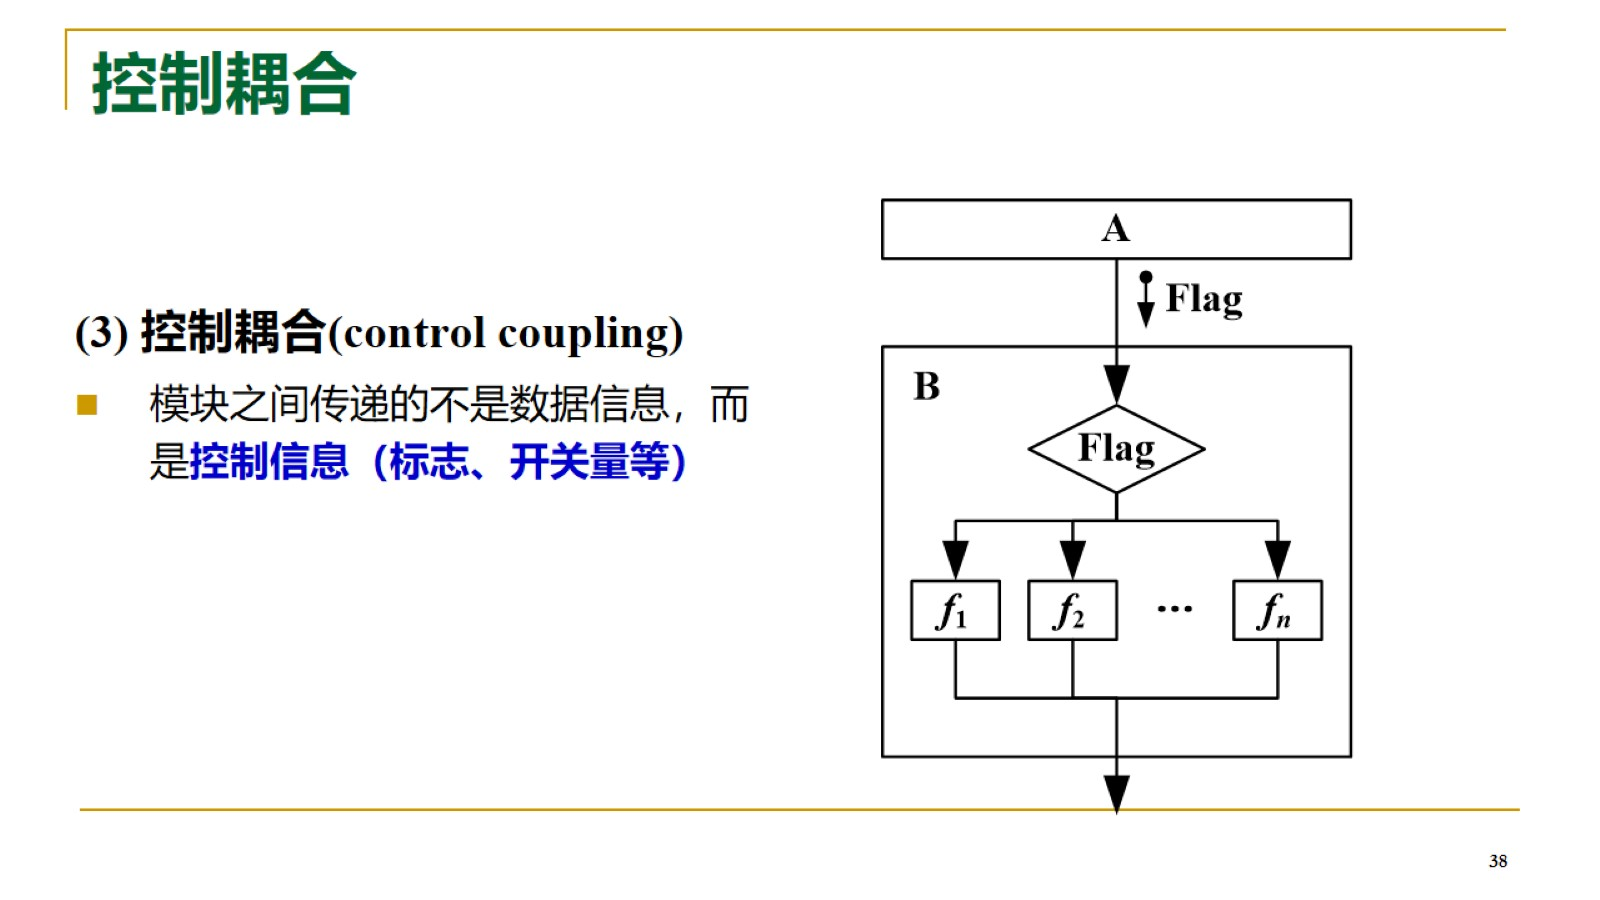 控制耦合
(3) 控制耦合(control coupling)
模块之间传递的不是数据信息，而
是控制信息（标志、开关量等）
A
Flag
B
Flag
f1
f2
...
fn
38